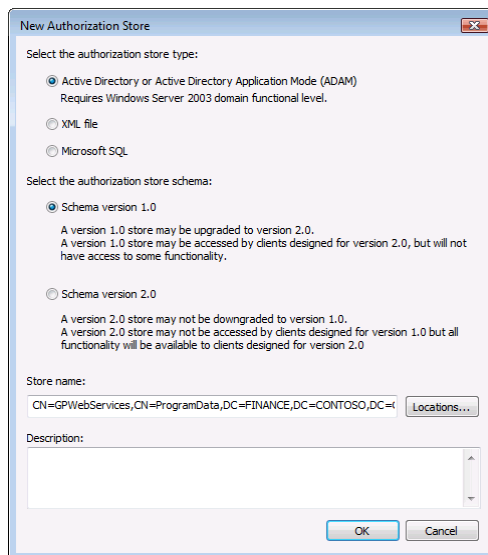 New Authorization Store
Select the authorization store type:
Active Directory or Active Directory Application Mode (ADAM)
Requires Windows Server 2003 domain functional level.
XML file
Microsoft SQL
Select the authorization store schema:
Schema version 1.0
A version 1.0 store may be upgraded to version 2.0.
A version 1.0 store may be accessed by clients designed for version 2.0, but will not
have access to some functionality.
Schema version 2.0
A version 2.0 store may not be downgraded to version 1.0.
A version 2.0 store may not be accessed by clients designed for version 1.0 but all
functionality will be available to clients designed for version 2.0
Store name:
CN=GPWebServices,CN=ProgramData,DC=FINANCE,DC=CONTOSO,DC=
Locations...
Description:
OK
Cancel